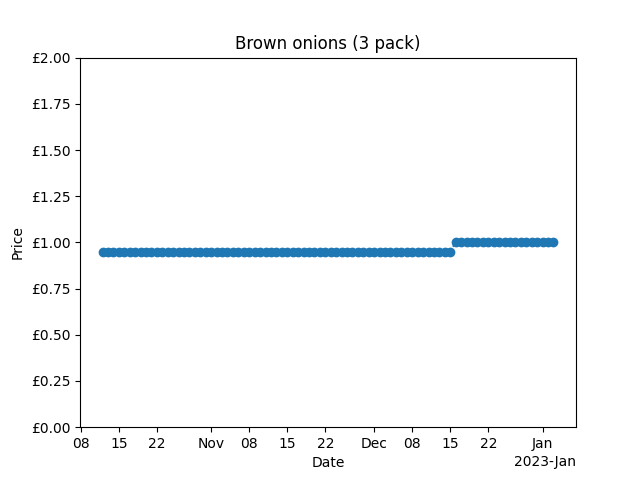 Brown onions (3 pack)
£2.00
£1.75
£1.50
£1.25
£1.00
£0.75
£0.50
£0.25
£0.00
Price
08 15 22 Nov 08 15 22 Dec 08 15 22 Jan
2023-Jan
Date